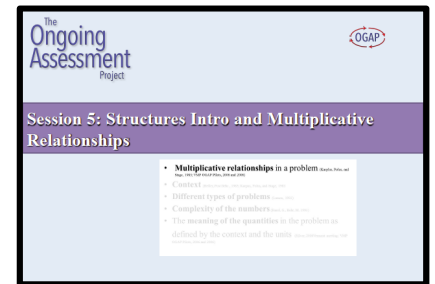 The
Ongoing
Assessment
Project
OGAP
Session 5: Structures Intro and Multiplicative
Relationships
• Multiplicative relationships in a problem
• Context
• Different types of problems
• Complexity of the numbers
• The meaning of the quantities in the problem as
defined by the context and the units